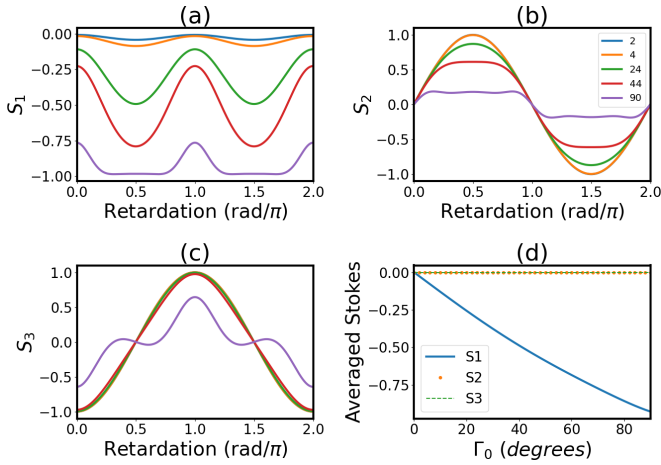 (a)
0.00
−0.25
−0.50
−0.75
−1.00
S1
0.0 0.5 1.0 1.5 2.0
Retardation (rad/π)
(b)
1.0
0.5
0.0
−0.5
−1.0
S2
2
4
24
44
90
0.0 0.5 1.0 1.5 2.0
Retardation (rad/π)
(c)
1.0
0.5
0.0
−0.5
−1.0
S3
0.0 0.5 1.0 1.5 2.0
Retardation (rad/π)
(d)
0.00
−0.25
−0.50
−0.75
Averaged Stokes
S1
S2
S3
0 20 40 60 80
Γ0 (degrees)